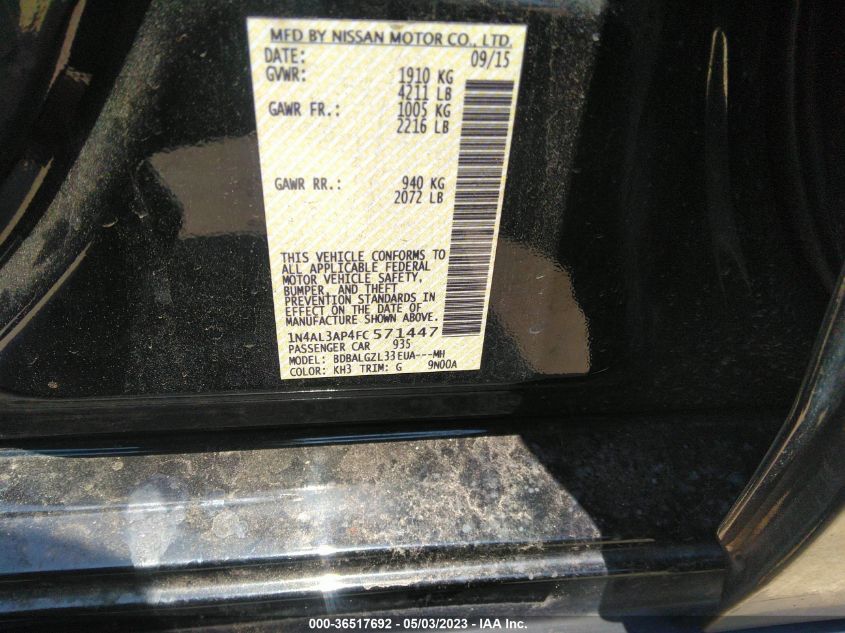 MFD BY NISSAN MOTOR CO., LTD.
DATE: 09/15
GVWR: 1910 KG
4211 LB
GAWR FR.: 1005 KG
2216 LB
GAWR RR.: 940 KG
2072 LB
THIS VEHICLE CONFORMS TO
ALL APPLICABLE FEDERAL
MOTOR VEHICLE SAFETY,
BUMPER, AND THEFT
PREVENTION STANDARDS IN
EFFECT ON THE DATE OF
MANUFACTURE SHOWN ABOVE.
1N4AL3AP4FC571447
PASSENGER CAR 935
MODEL: BDBALGZL33EUA---MH
COLOR: KH3 TRIM: G 9N00A
000-36517692 - 05/03/2023 - IAA Inc.